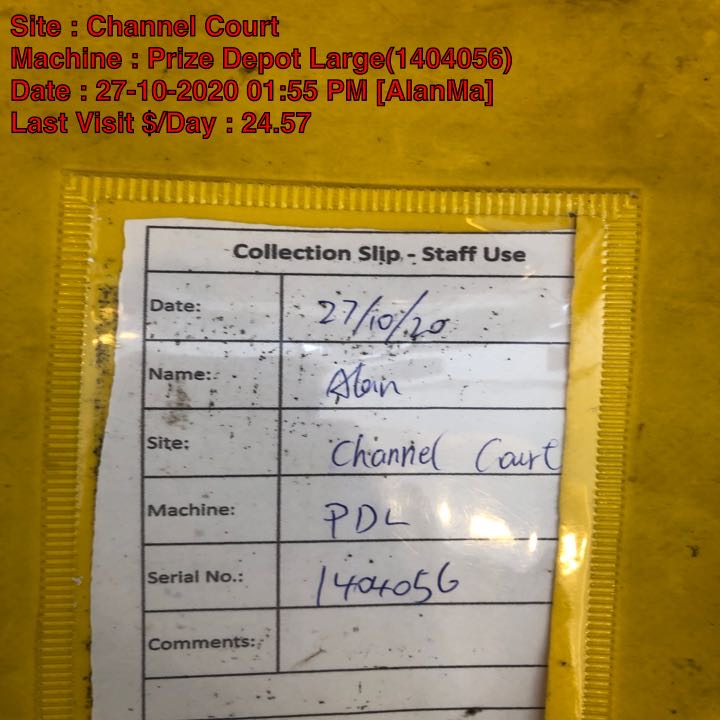 Site : Channel Court
Machine : Prize Depot Large(1404056)
Date : 27-10-2020 01:55 PM [AlanMa]
Last Visit $/Day : 24.57
Collection Slip - Staff Use
Date: 27/10/20
Name: Alan
Site: Channel Court
Machine: PDL
Serial No.: 1404056
Comments: